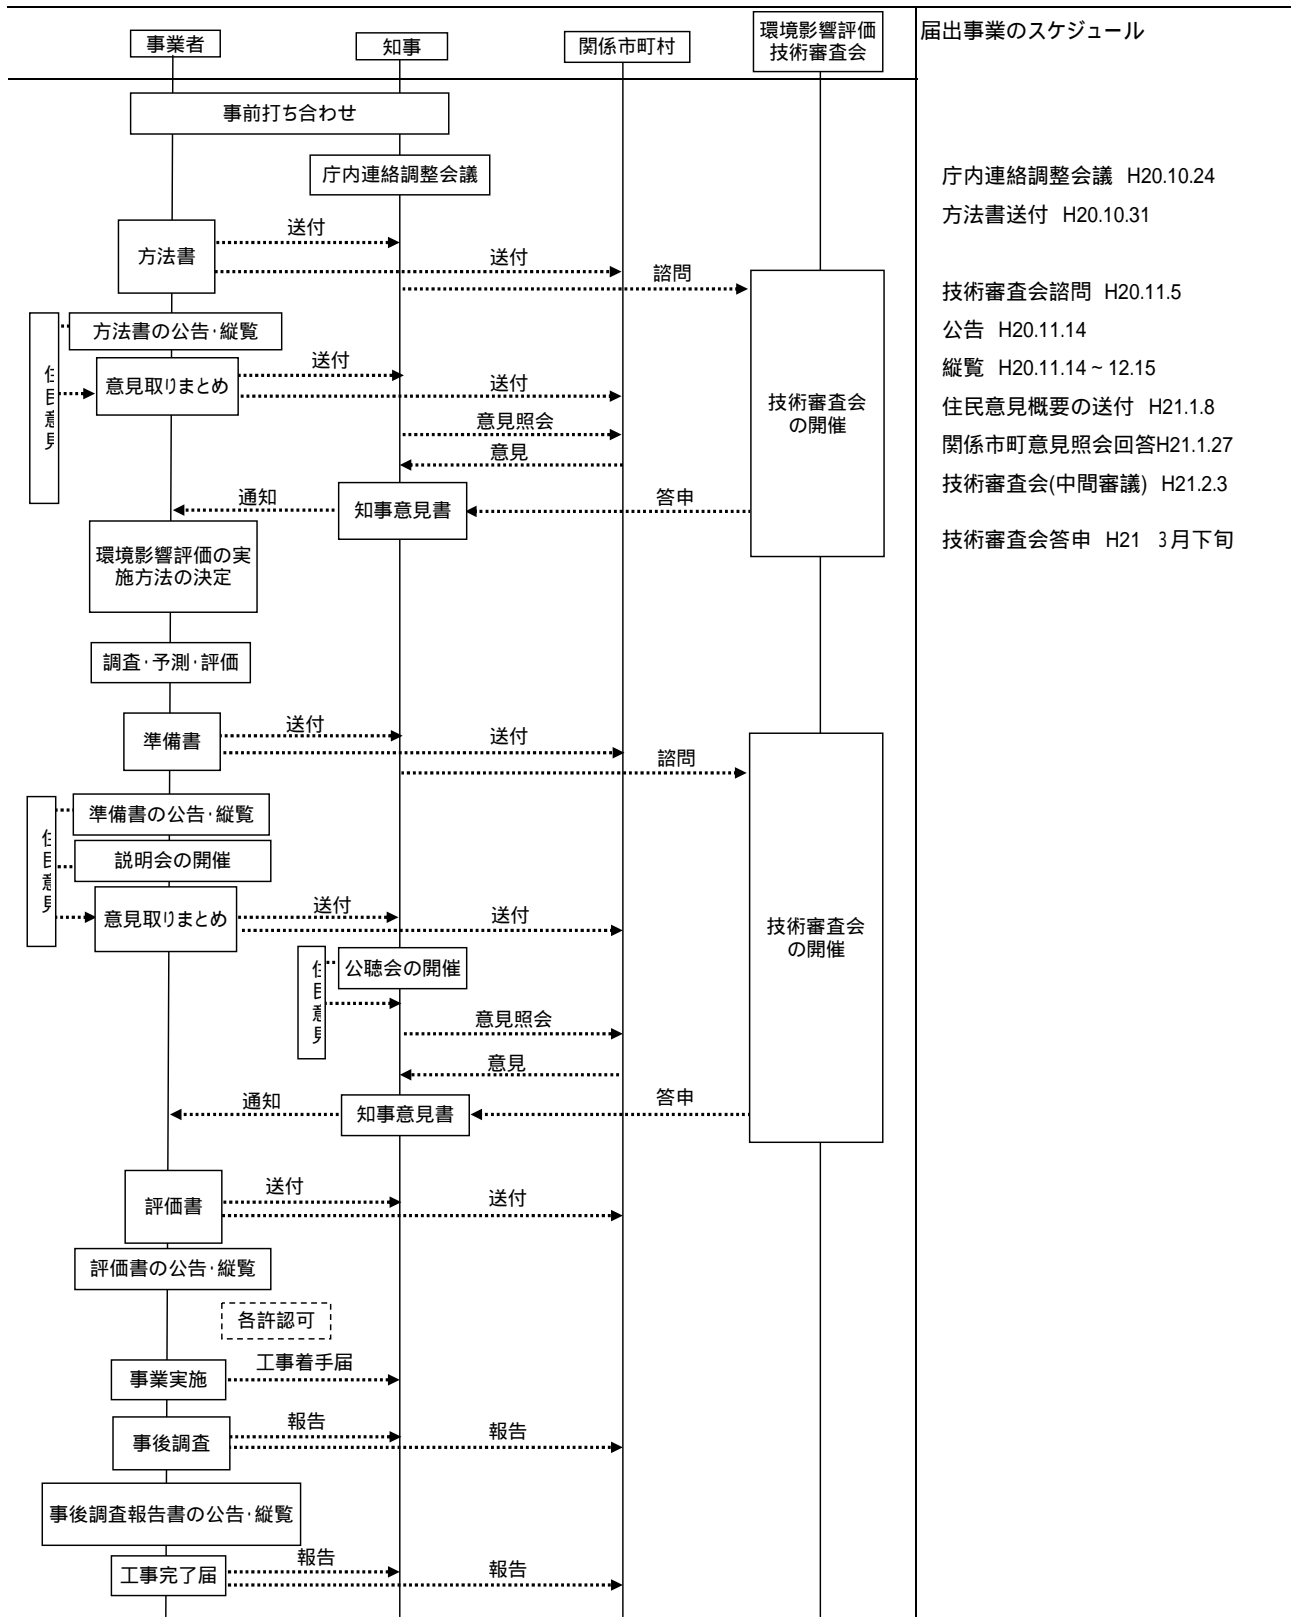 事業者
知事
関係市町村
環境影響評価
技術審査会
届出事業のスケジュール
事前打ち合わせ
庁内連絡調整会議
庁内連絡調整会議 H20.10.24
方法書送付 H20.10.31
方法書
送付
送付
諮問
技術審査会諮問 H20.11.5
方法書の公告・縦覧
公告 H20.11.14
住民意見
意見取りまとめ
送付
送付
縦覧 H20.11.14 ~ 12.15
技術審査会
の開催
住民意見概要の送付 H21.1.8
意見照会
意見
関係市町意見照会回答H21.1.27
技術審査会(中間審議) H21.2.3
通知
知事意見書
答申
技術審査会答申 H21 3月下旬
環境影響評価の実
施方法の決定
調査・予測・評価
準備書
送付
送付
諮問
準備書の公告・縦覧
住民意見
説明会の開催
意見取りまとめ
送付
送付
技術審査会
の開催
住民意見
公聴会の開催
意見照会
意見
通知
知事意見書
答申
評価書
送付
送付
評価書の公告・縦覧
各許認可
事業実施
工事着手届
事後調査
報告
報告
事後調査報告書の公告・縦覧
工事完了届
報告
報告